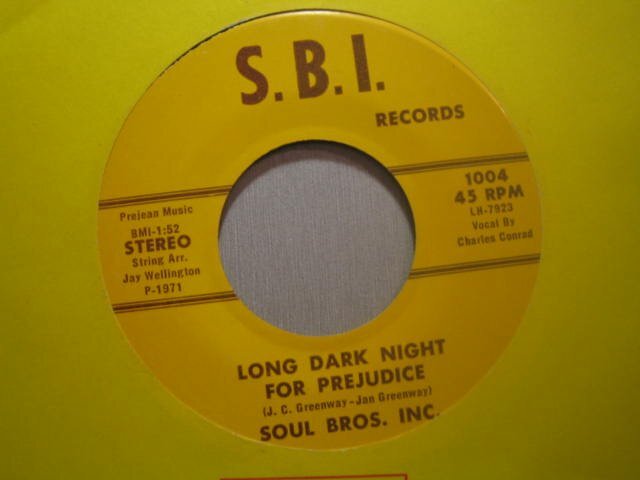 S.B.I.
RECORDS
Prejean Music
BMI-1:52
STEREO
String Arr.
Jay Wellington
P-1971
1004
45 RPM
LH-7923
Vocal By
Charles Conrad
LONG DARK NIGHT
FOR PREJUDICE
(J. C. Greenway-Jan Greenway)
SOUL BROS. INC.